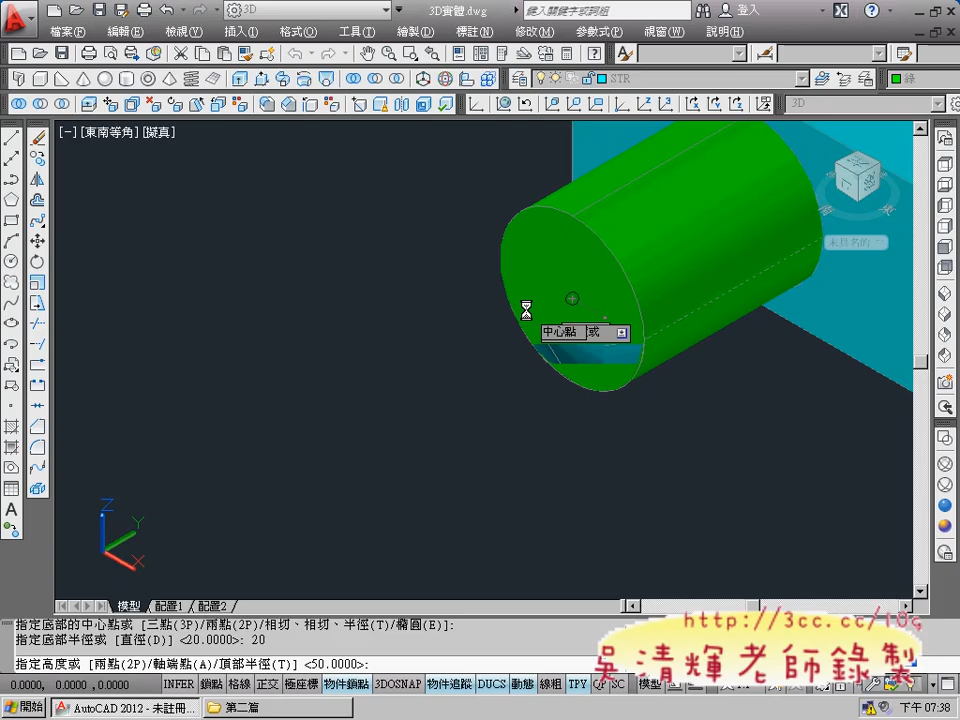 3D
3D實體.dwg
鍵入關鍵字或詞組
登入
檔案(F)
編輯(E)
檢視(V)
插入(I)
格式(O)
工具(T)
繪製(D)
標註(N)
修改(M)
參數式(P)
視窗(W)
說明(H)
STR
綠
3D
[−][東南等角][擬真]
南
東
未具名的
中心點 或
Z
Y
X
模型 配置1 配置2
指定底部的中心點或 [三點(3P)/兩點(2P)/相切、相切、半徑(T)/橢圓(E)]:
指定底部半徑或 [直徑(D)] <20.0000>: 20
指定高度或 [兩點(2P)/軸端點(A)/頂部半徑(T)] <50.0000>:
http://3cc.cc/10g
吳清輝老師錄製
0.0000, 0.0000 ,0.0000
INFER 鎖點 格線 正交 極座標 物件鎖點 3DOSNAP 物件追蹤 DUCS 動態 線粗 TPY QP SC 模型
開始
AutoCAD 2012 - 未註冊...
第二篇
下午 07:38